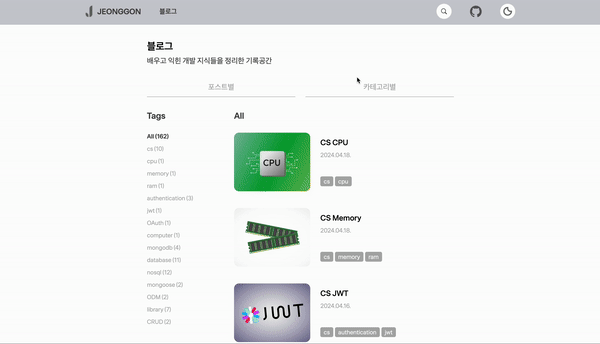 JEONGGON 블로그
블로그
배우고 익힌 개발 지식들을 정리한 기록공간
포스트별 카테고리별
Tags
All (162)
cs (10)
cpu (1)
memory (1)
ram (1)
authentication (3)
jwt (1)
OAuth (1)
computer (1)
mongodb (4)
database (11)
nosql (12)
mongoose (2)
ODM (2)
library (7)
CRUD (2)
All
CPU
CS CPU
2024.04.18.
cs cpu
CS Memory
2024.04.18.
cs memory ram
JWT
CS JWT
2024.04.16.
cs authentication jwt